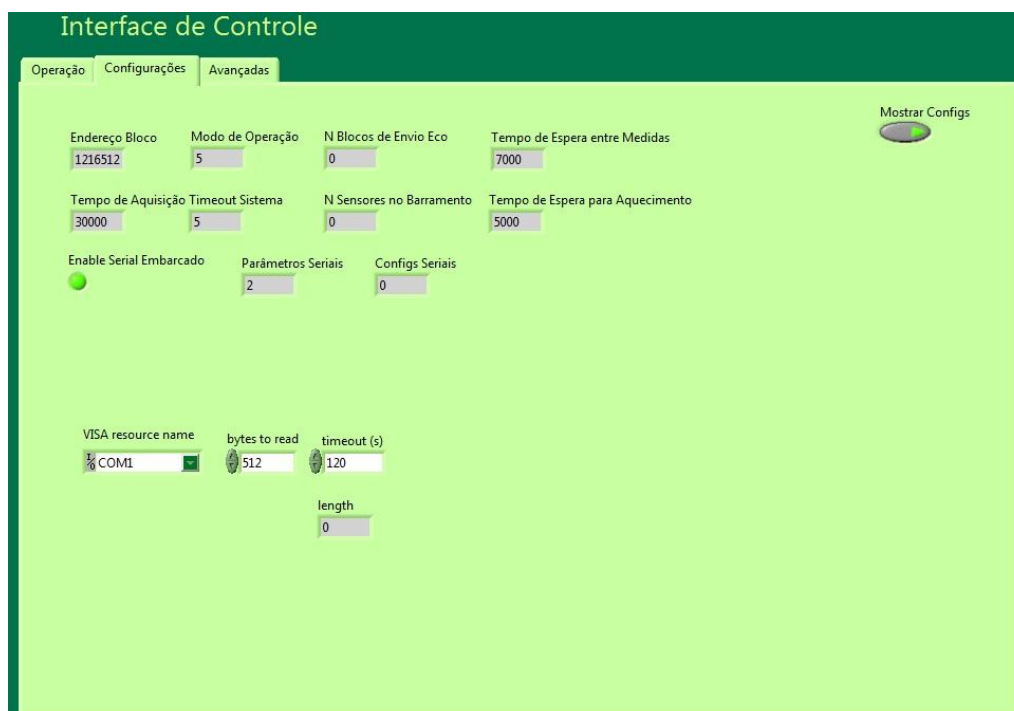 Interface de Controle
Operação Configurações Avançadas
Mostrar Configs
Endereço Bloco Modo de Operação N Blocos de Envio Eco Tempo de Espera entre Medidas
1216512 5 0 7000
Tempo de Aquisição Timeout Sistema N Sensores no Barramento Tempo de Espera para Aquecimento
30000 5 0 5000
Enable Serial Embarcado Parâmetros Seriais Configs Seriais
2 0
VISA resource name bytes to read timeout (s)
I/O COM1 512 120
length
0